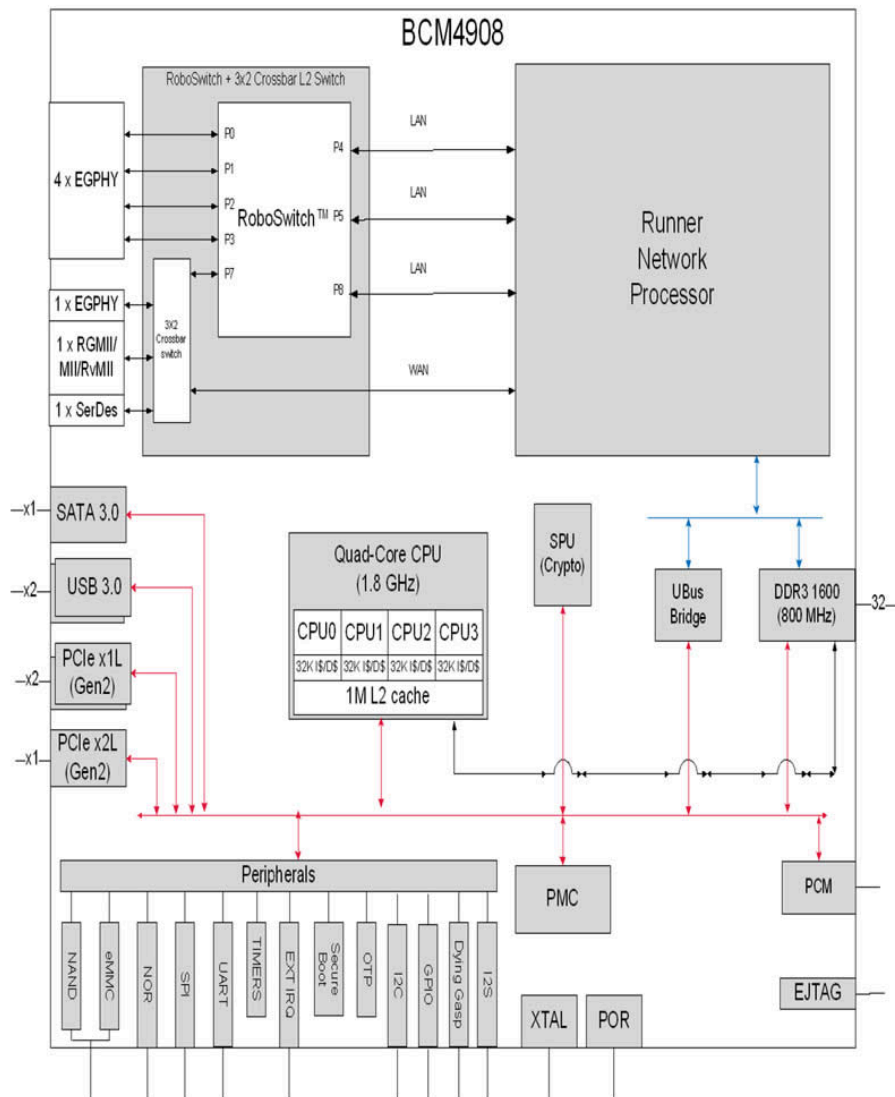 BCM4908
RoboSwitch + 3x2 Crossbar L2 Switch
4 x EGPHY
P0
P1
P2
P3
P7
RoboSwitch™
P4
P5
P8
LAN
LAN
LAN
WAN
Runner
Network
Processor
1 x EGPHY
1 x RGMII/
MII/RvMII
1 x SerDes
3X2
Crossbar
switch
x1
SATA 3.0
x2
USB 3.0
x2
PCIe x1L
(Gen2)
x1
PCIe x2L
(Gen2)
Quad-Core CPU
(1.8 GHz)
CPU0 CPU1 CPU2 CPU3
32K I$/D$ 32K I$/D$ 32K I$/D$ 32K I$/D$
1M L2 cache
SPU
(Crypto)
UBus
Bridge
DDR3 1600
(800 MHz)
32
Peripherals
NAND
eMMC
NOR
SPI
UART
TIMERS
EXT IRQ
Secure
Boot
OTP
I2C
GPIO
Dying Gasp
I2S
PMC
PCM
EJTAG
XTAL
POR